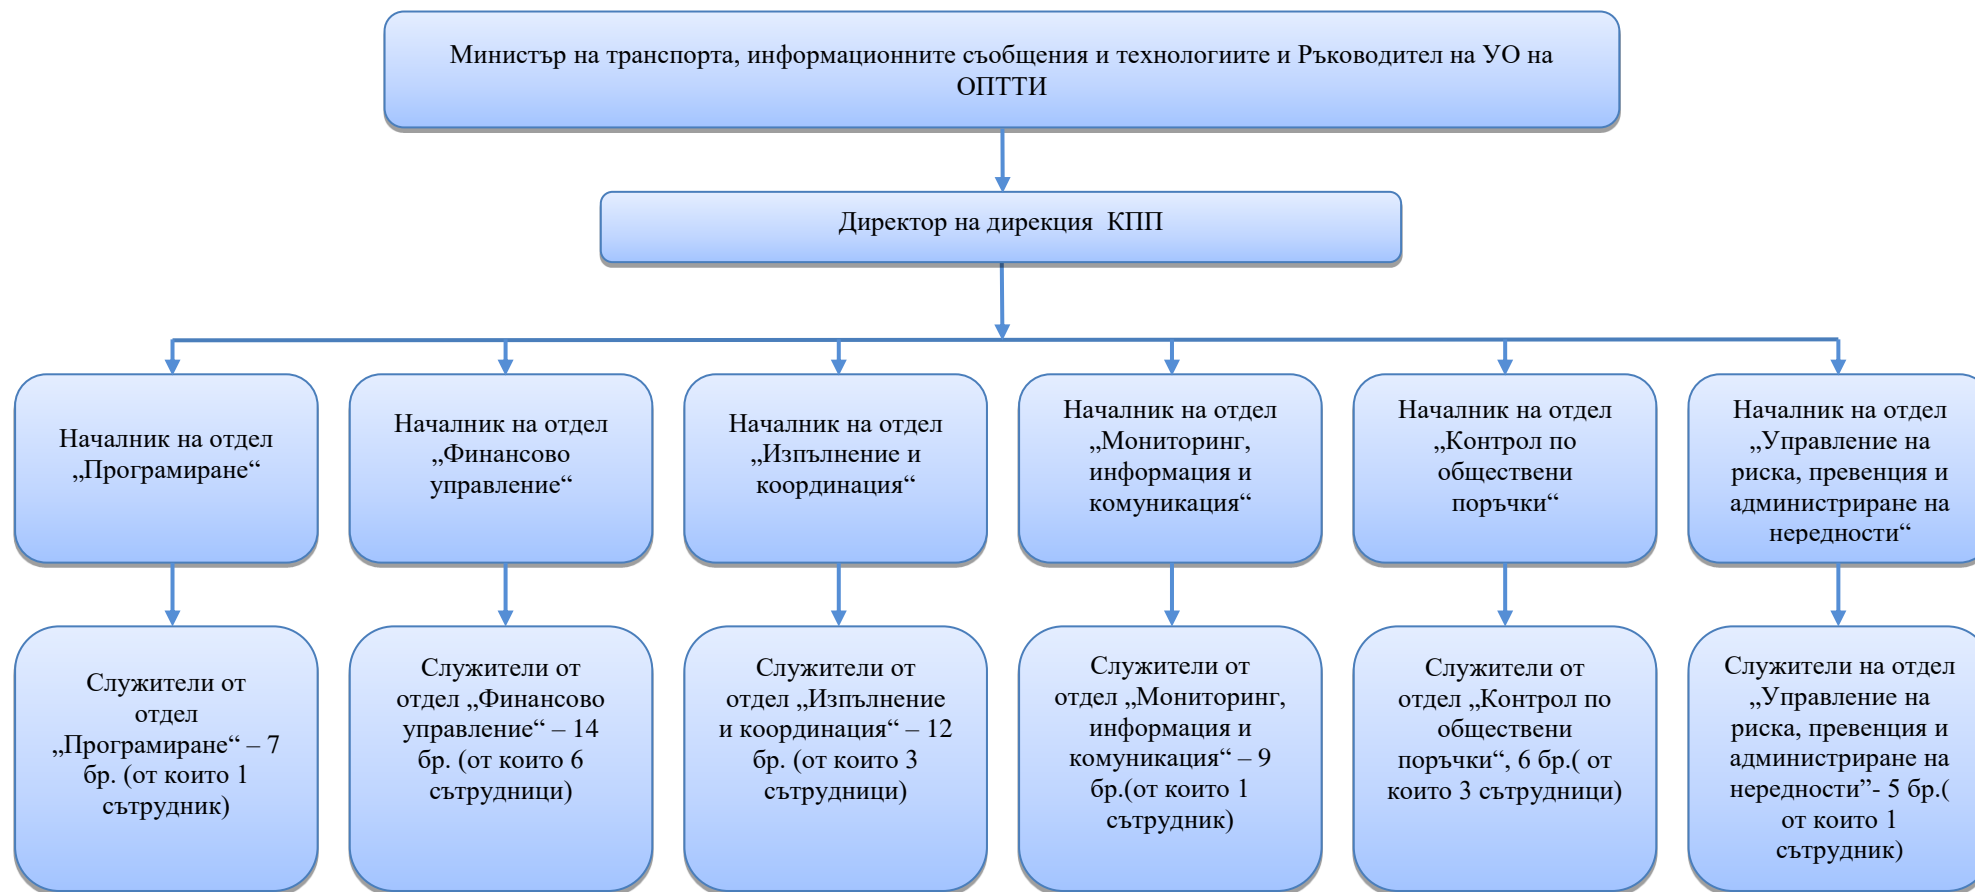 Министър на транспорта, информационните съобщения и технологиите и Ръководител на УО на
ОПТТИ
Директор на дирекция КПП
Началник на отдел
„Програмиране“
Началник на отдел
„Финансово
управление“
Началник на отдел
„Изпълнение и
координация“
Началник на отдел
„Мониторинг,
информация и
комуникация“
Началник на отдел
„Контрол по
обществени
поръчки“
Началник на отдел
„Управление на
риска, превенция и
администриране на
нередности“
Служители от
отдел
„Програмиране“ – 7
бр. (от които 1
сътрудник)
Служители от
отдел „Финансово
управление“ – 14
бр. (от които 6
сътрудници)
Служители от
отдел „Изпълнение
и координация“ – 12
бр. (от които 3
сътрудници)
Служители от
отдел „Мониторинг,
информация и
комуникация“ – 9
бр.(от които 1
сътрудник)
Служители от
отдел „Контрол по
обществени
поръчки“, 6 бр.( от
които 3 сътрудници)
Служители на отдел
„Управление на
риска, превенция и
администриране на
нередности”- 5 бр.(
от които 1
сътрудник)